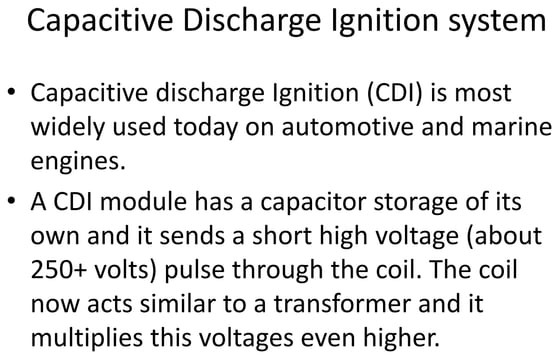 Capacitive Discharge Ignition system
• Capacitive discharge Ignition (CDI) is most
widely used today on automotive and marine
engines.
• A CDI module has a capacitor storage of its
own and it sends a short high voltage (about
250+ volts) pulse through the coil. The coil
now acts similar to a transformer and it
multiplies this voltages even higher.